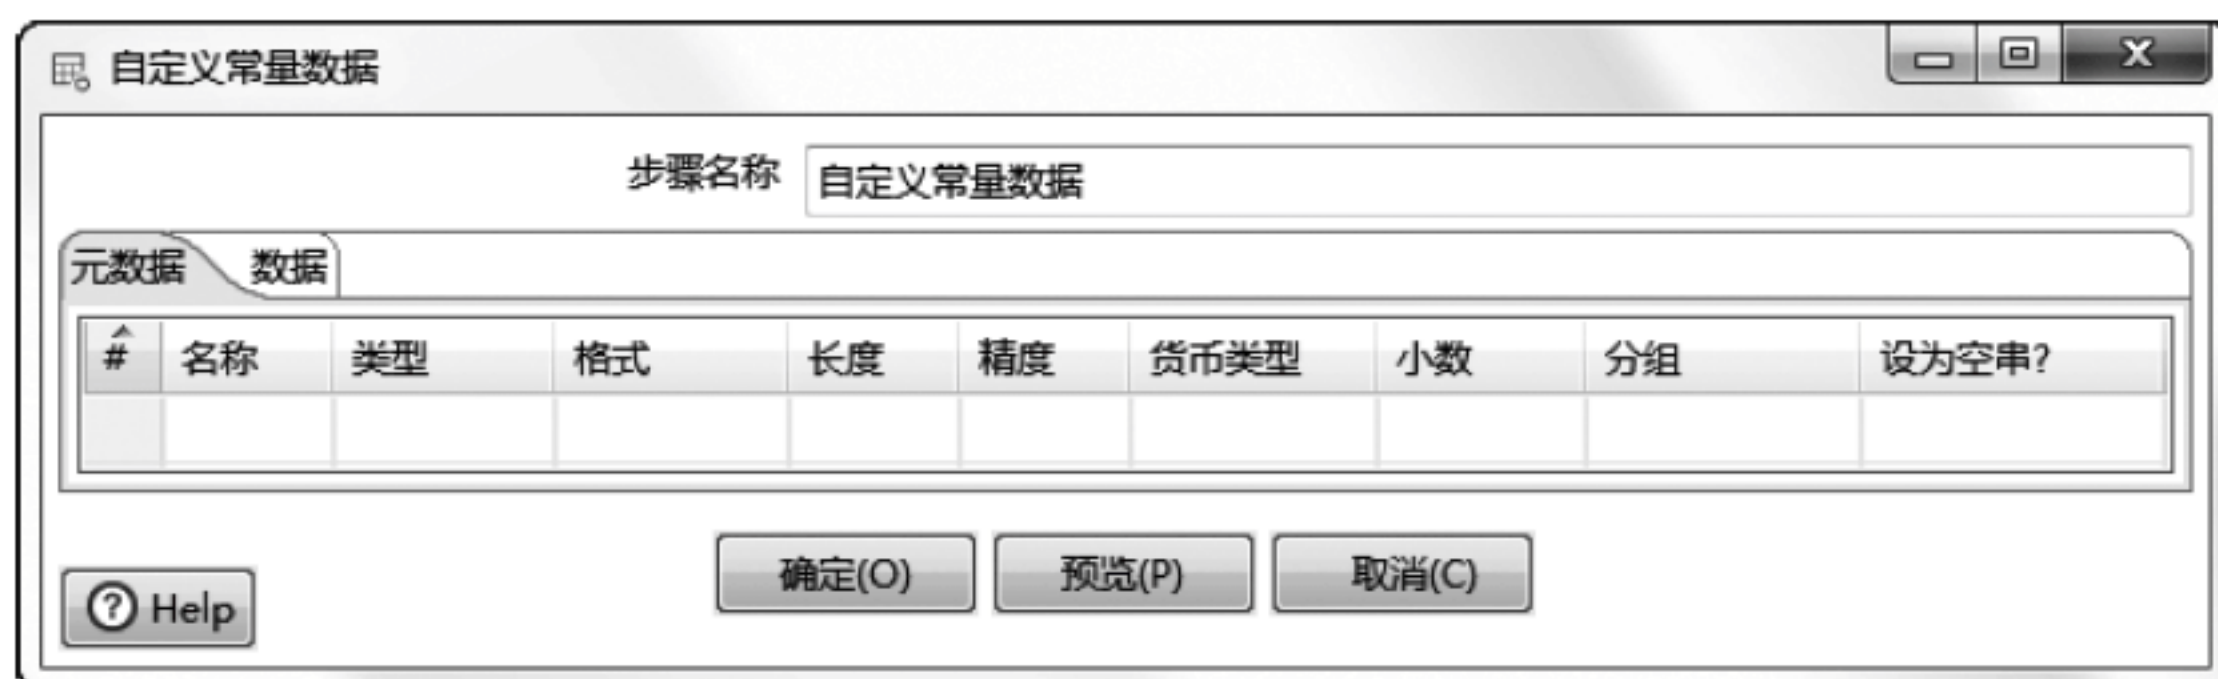 自定义常量数据
步骤名称 自定义常量数据
元数据 数据
# 名称 类型 格式 长度 精度 货币类型 小数 分组 设为空串?
确定(O) 预览(P) 取消(C)
Help